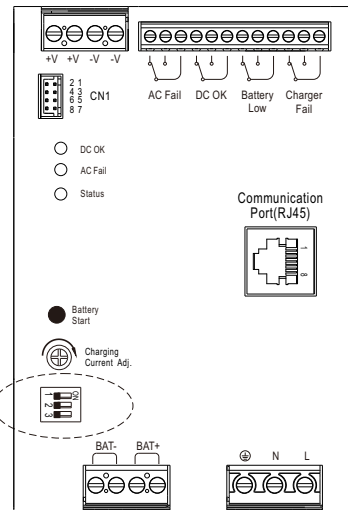 +V +V -V -V
2 1
4 3
6 5
8 7
CN1
AC Fail DC OK Battery Low Charger Fail
DC OK
AC Fail
Status
Communication
Port(RJ45)
1
8
Battery
Start
Charging
Current Adj.
ON
1
2
3
BAT- BAT+
N L